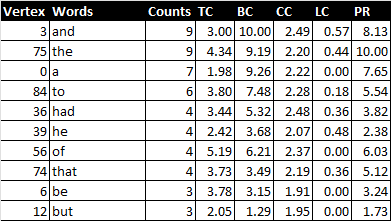 Vertex Words Counts TC BC CC LC PR
3 and 9 3.00 10.00 2.49 0.57 8.13
75 the 9 4.34 9.19 2.20 0.44 10.00
0 a 7 1.98 9.26 2.22 0.00 7.65
84 to 6 3.80 7.48 2.28 0.18 5.54
36 had 4 3.44 5.32 2.48 0.36 3.82
39 he 4 2.42 3.68 2.07 0.48 2.38
56 of 4 5.19 6.21 2.37 0.00 6.03
74 that 4 3.73 3.49 2.19 0.36 5.12
6 be 3 3.78 3.15 1.91 0.00 3.24
12 but 3 2.05 1.29 1.95 0.00 1.73